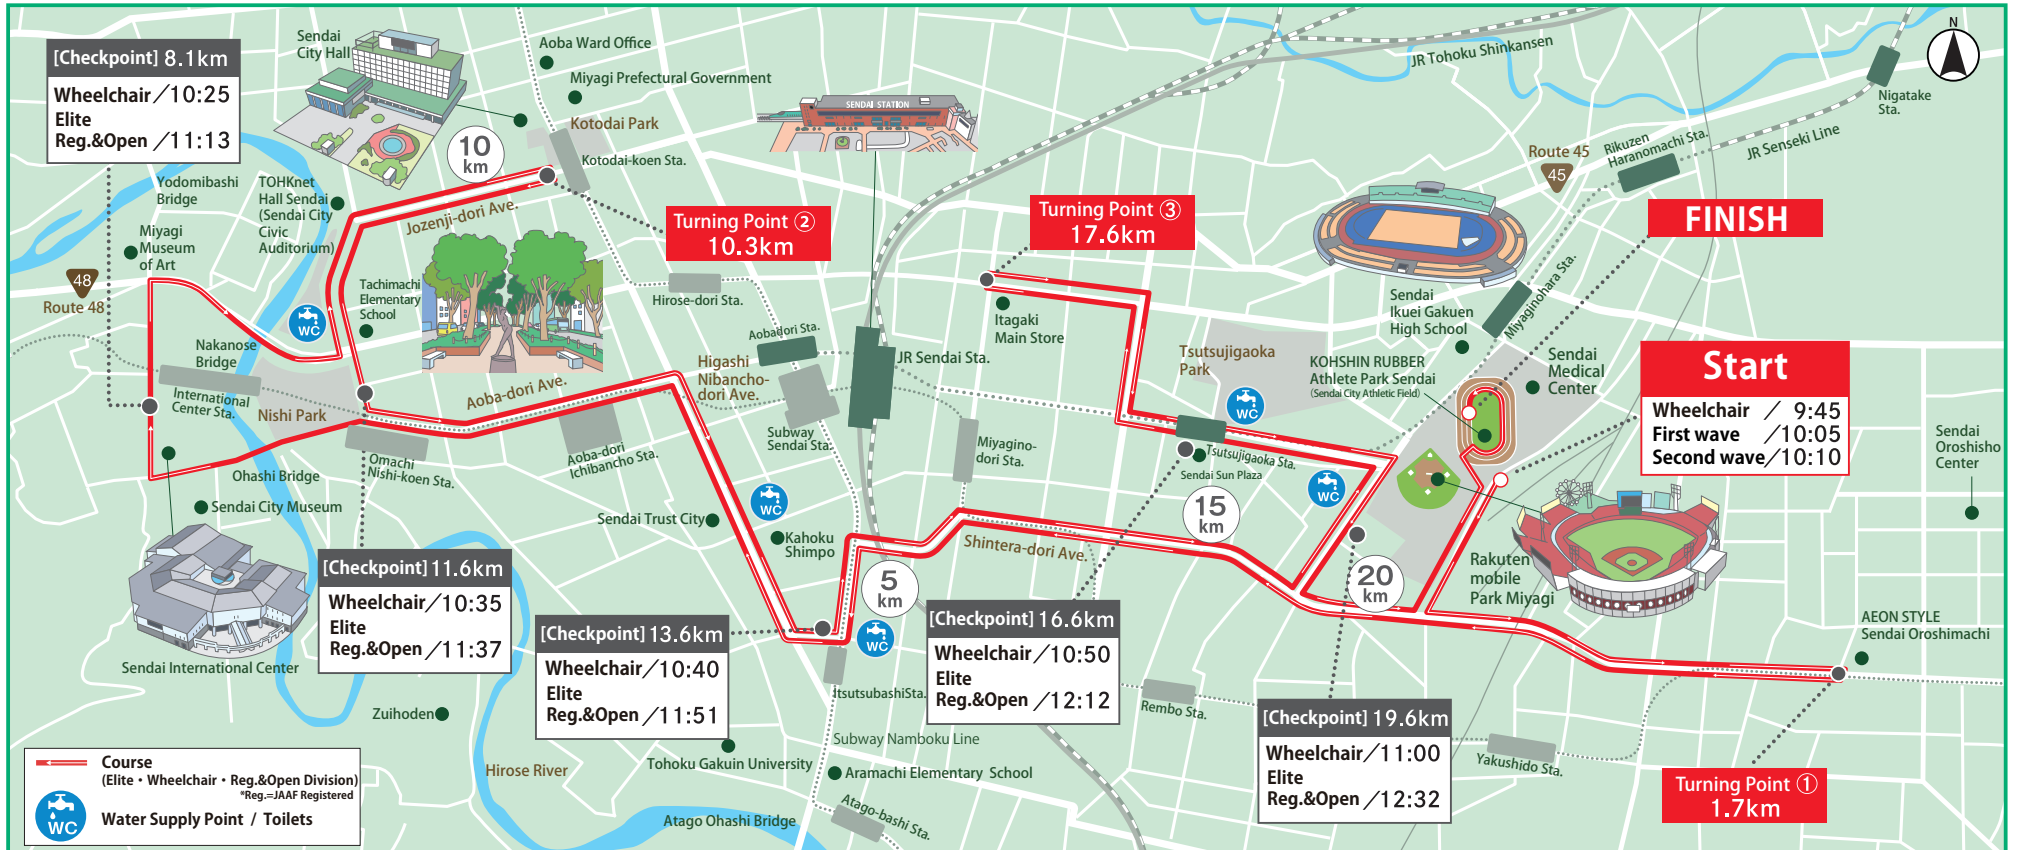 [Checkpoint] 8.1km
Wheelchair/10:25
Elite
Reg.&Open/11:13
Sendai
City Hall
Aoba Ward Office
Miyagi Prefectural Government
Kotodai Park
10
km
Kotodai-koen Sta.
SENDAI STATION
JR Tohoku Shinkansen
N
Nigatake
Sta.
Rikuzen
Haranomachi Sta.
JR Senseki Line
Route 45
45
Yodomibashi
Bridge
TOHKnet
Hall Sendai
(Sendai City
Civic
Auditorium)
Miyagi
Museum
of Art
48
Route 48
Jozenji-dori Ave.
Turning Point ②
10.3km
Turning Point ③
17.6km
FINISH
Tachimachi
Elementary
School
WC
Hirose-dori Sta.
Aobadori Sta.
Itagaki
Main Store
Miyaginohara Sta.
Sendai
Ikuei Gakuen
High School
Nakanose
Bridge
International
Center Sta.
Nishi Park
Aoba-dori Ave.
Higashi
Nibancho-
dori Ave.
JR Sendai Sta.
Tsutsujigaoka
Park
WC
KOHSHIN RUBBER
Athlete Park Sendai
(Sendai City Athletic Field)
Sendai
Medical
Center
Start
Wheelchair / 9:45
First wave /10:05
Second wave/10:10
Sendai
Oroshisho
Center
Omachi
Nishi-koen Sta.
Aoba-dori
Ichibancho Sta.
Subway
Sendai Sta.
Miyagino-
dori Sta.
Tsutsujigaoka Sta.
Sendai Sun Plaza
WC
Ohashi Bridge
Sendai City Museum
Sendai Trust City
WC
Kahoku
Shimpo
15
km
Shintera-dori Ave.
5
km
20
km
Rakuten
mobile
Park Miyagi
[Checkpoint] 11.6km
Wheelchair/10:35
Elite
Reg.&Open/11:37
[Checkpoint] 13.6km
Wheelchair/10:40
Elite
Reg.&Open/11:51
WC
[Checkpoint] 16.6km
Wheelchair/10:50
Elite
Reg.&Open/12:12
AEON STYLE
Sendai Oroshimachi
Sendai International Center
Zuihoden
ItsutsubashiSta.
Rembo Sta.
[Checkpoint] 19.6km
Wheelchair/11:00
Elite
Reg.&Open/12:32
Yakushido Sta.
Turning Point ①
1.7km
Subway Namboku Line
Tohoku Gakuin University
Aramachi Elementary School
Hirose River
Atago Ohashi Bridge
Atago-bashi Sta.
Course
(Elite・Wheelchair・Reg.&Open Division)
*Reg.=JAAF Registered
WC
Water Supply Point / Toilets